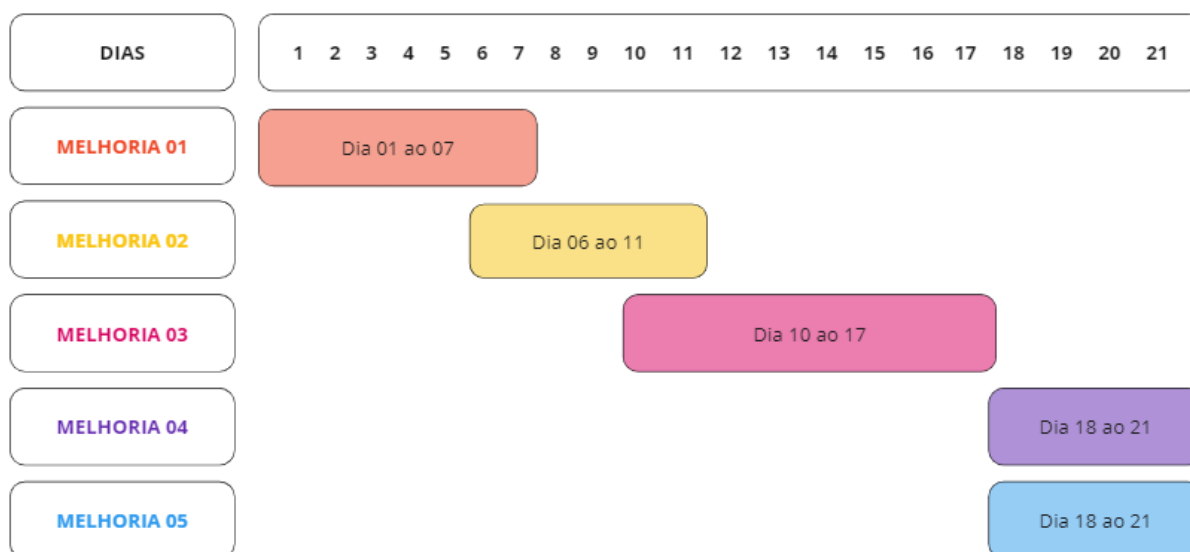 DIAS 1 2 3 4 5 6 7 8 9 10 11 12 13 14 15 16 17 18 19 20 21
MELHORIA 01 Dia 01 ao 07
MELHORIA 02 Dia 06 ao 11
MELHORIA 03 Dia 10 ao 17
MELHORIA 04 Dia 18 ao 21
MELHORIA 05 Dia 18 ao 21